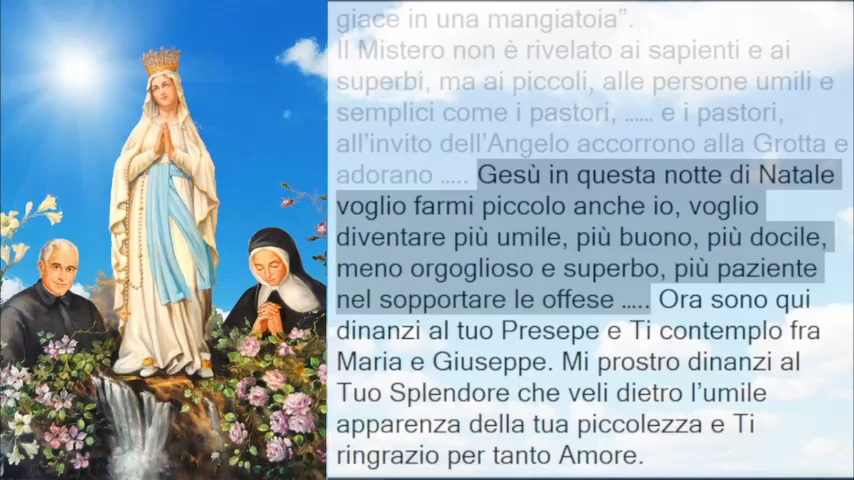 giace in una mangiatoia”.
Il Mistero non è rivelato ai sapienti e ai
superbi, ma ai piccoli, alle persone umili e
semplici come i pastori, …… e i pastori,
all’invito dell’Angelo accorrono alla Grotta e
adorano ….. Gesù in questa notte di Natale
voglio farmi piccolo anche io, voglio
diventare più umile, più buono, più docile,
meno orgoglioso e superbo, più paziente
nel sopportare le offese ….. Ora sono qui
dinanzi al tuo Presepe e Ti contemplo fra
Maria e Giuseppe. Mi prostro dinanzi al
Tuo Splendore che veli dietro l’umile
apparenza della tua piccolezza e Ti
ringrazio per tanto Amore.